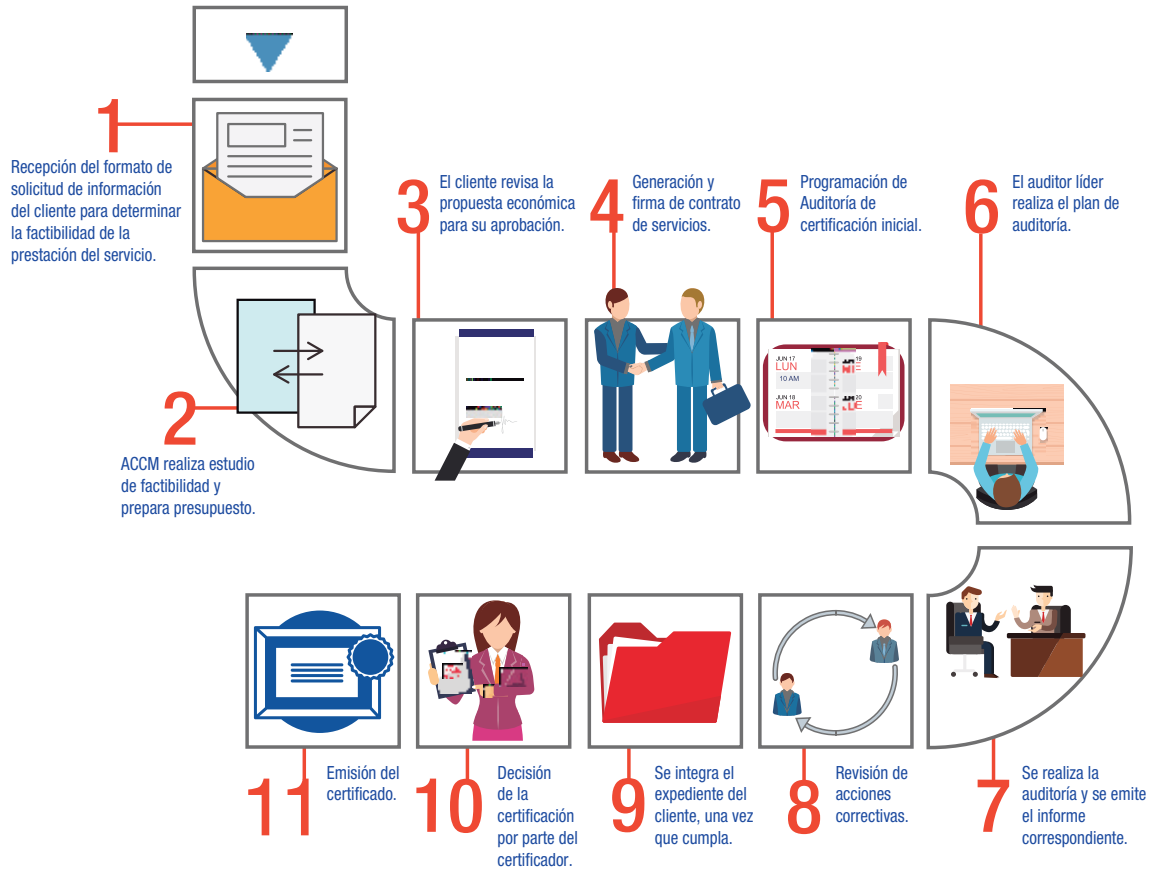 1
Recepción del formato de
solicitud de información
del cliente para determinar
la factibilidad de la
prestación del servicio.
2
ACCM realiza estudio
de factibilidad y
prepara presupuesto.
3
El cliente revisa la
propuesta económica
para su aprobación.
4
Generación y
firma de contrato
de servicios.
5
Programación de
Auditoría de
certificación inicial.
JUN 17
LUN
10 AM
JUN 18
MAR
19
20
6
El auditor líder
realiza el plan de
auditoría.
7
Se realiza la
auditoría y se emite
el informe
correspondiente.
8
Revisión de
acciones
correctivas.
9
Se integra el
expediente del
cliente, una vez
que cumpla.
10
Decisión
de la
certificación
por parte del
certificador.
11
Emisión del
certificado.